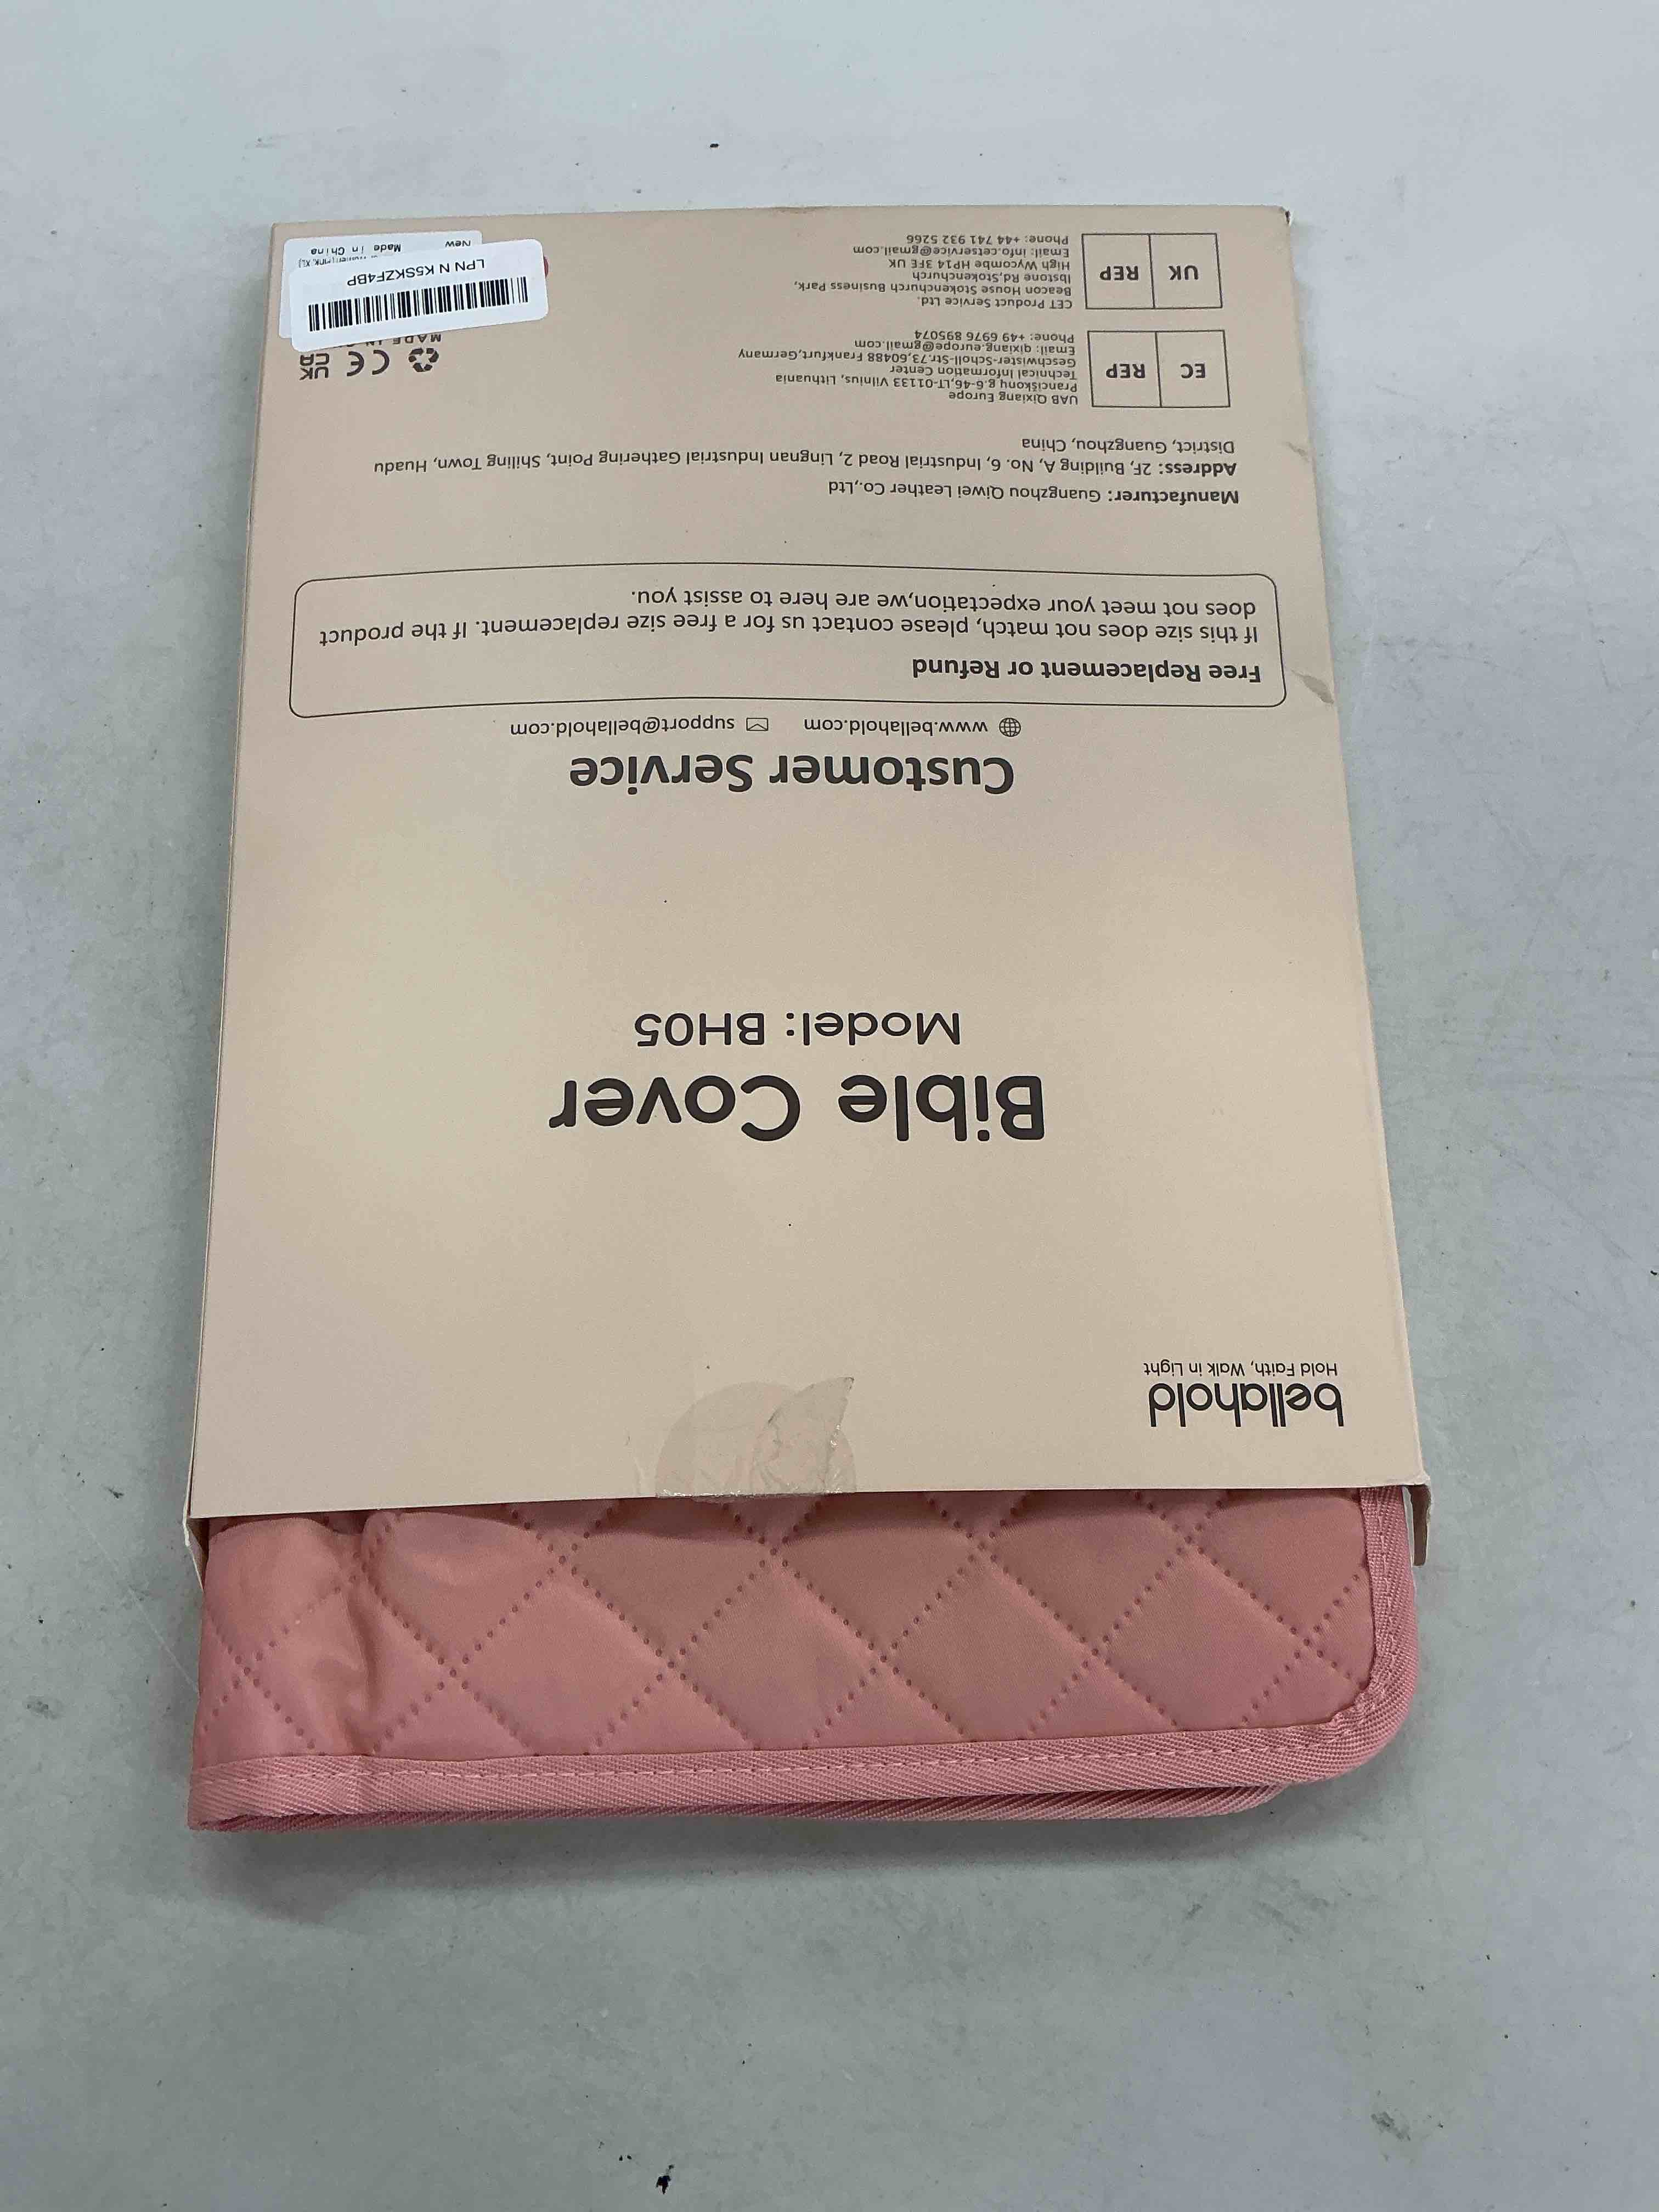 bellahold
Hold Faith, Walk in Light
Bible Cover
Model: BH05
Customer Service
www.bellahold.com support@bellahold.com
Free Replacement or Refund
If this size does not match, please contact us for a free size replacement. If the product
does not meet your expectation,we are here to assist you.
Manufacturer: Guangzhou Qiwei Leather Co.,Ltd
Address: 2F, Building A, No. 6, Industrial Road 2, Lingnan Industrial Gathering Point, Shiling Town, Huadu
District, Guangzhou, China
EC REP
UAB Qixiang Europe
Pranciškonų g.6-46,LT-01133 Vilnius, Lithuania
Technical Information Center
Geschwister-Scholl-Str.73,60488 Frankfurt,Germany
Email: qixiang.europe@gmail.com
Phone: +49 6976 895074
UK REP
CET Product Service Ltd.
Beacon House Stokenchurch Business Park,
Ibstone Rd,Stokenchurch
High Wycombe HP14 3FE UK
Email: info.cetservice@gmail.com
Phone: +44 741 932 5266
CE UK CA
MADE IN
LPN N K5SKZF4BP
XL)
New Made in China